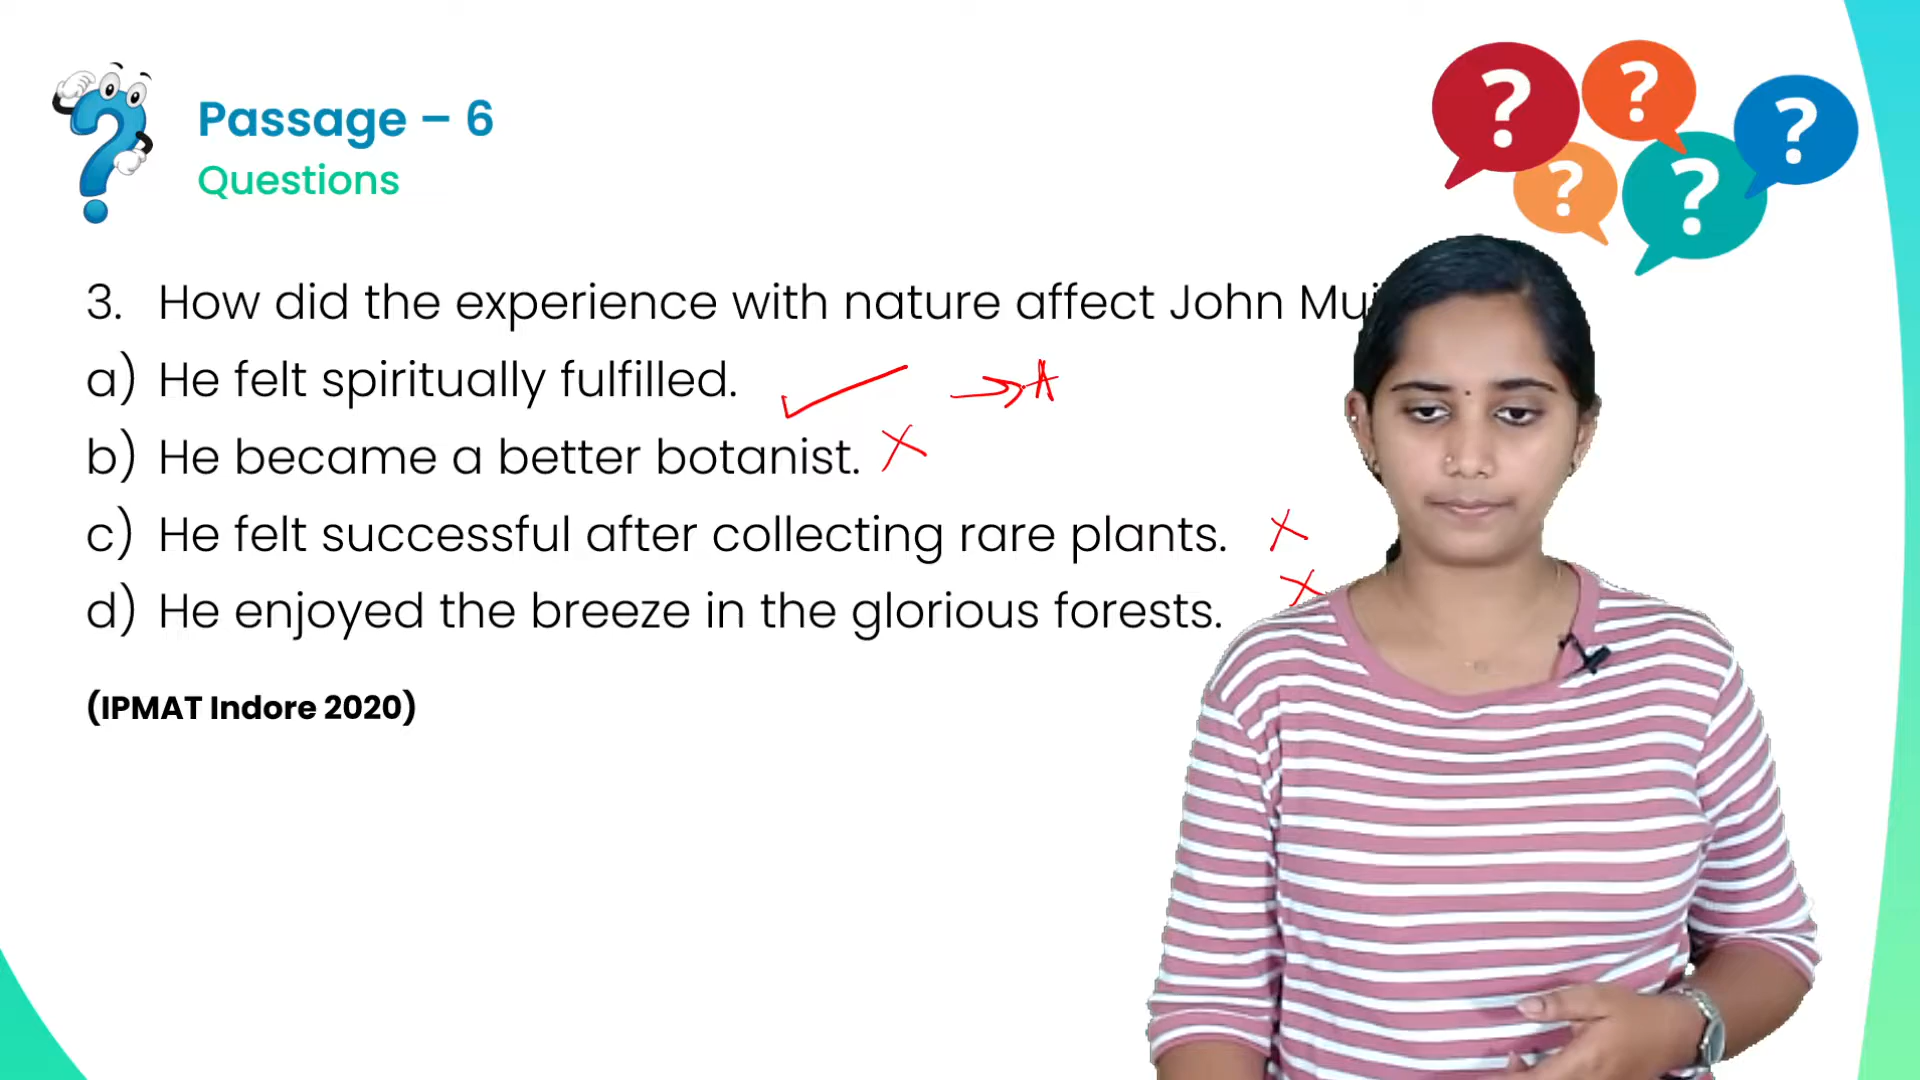 Passage – 6
Questions
3. How did the experience with nature affect John
a) He felt spiritually fulfilled.
→ A
b) He became a better botanist.
c) He felt successful after collecting rare plants.
d) He enjoyed the breeze in the glorious forests.
(IPMAT Indore 2020)